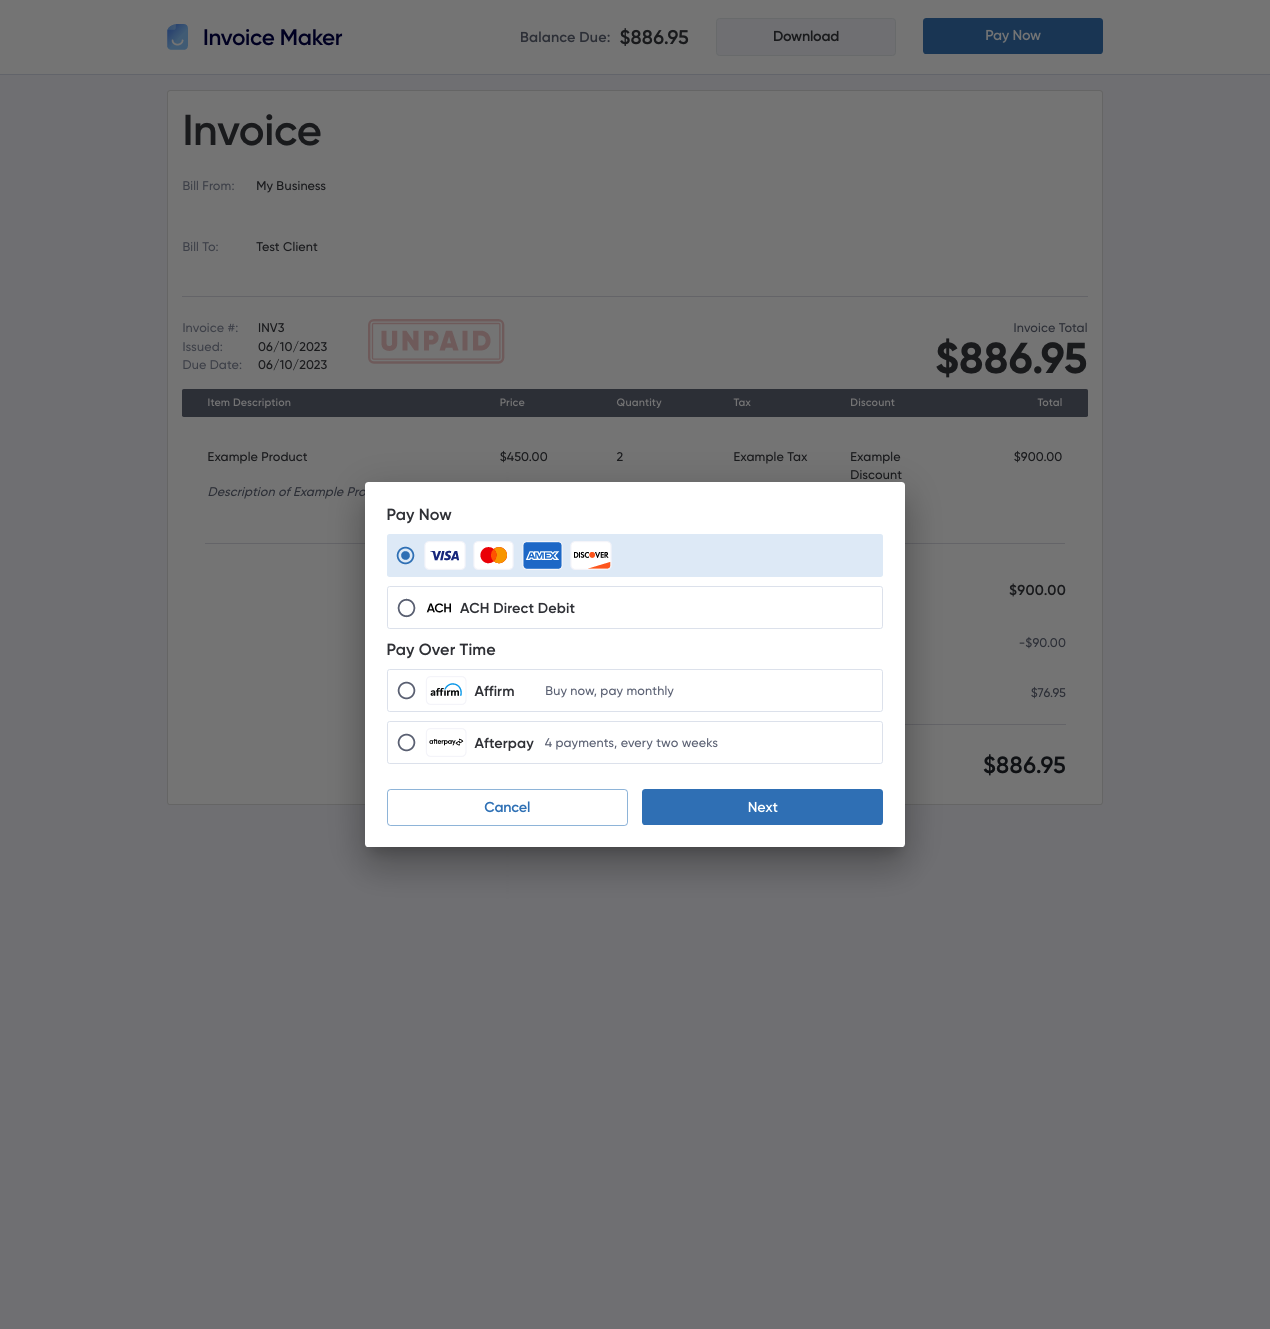 Invoice Maker
Balance Due: $886.95
Download
Pay Now
Invoice
Bill From: My Business
Bill To: Test Client
Invoice #: INV3
Issued: 06/10/2023
Due Date: 06/10/2023
UNPAID
Invoice Total
$886.95
Item Description Price Quantity Tax Discount Total
Example Product $450.00 2 Example Tax Example $900.00
Discount
Description of Example
Pay Now
VISA AMEX DISCOVER
ACH ACH Direct Debit
Pay Over Time
affirm Affirm Buy now, pay monthly
afterpay Afterpay 4 payments, every two weeks
Cancel
Next
$900.00
-$90.00
$76.95
$886.95